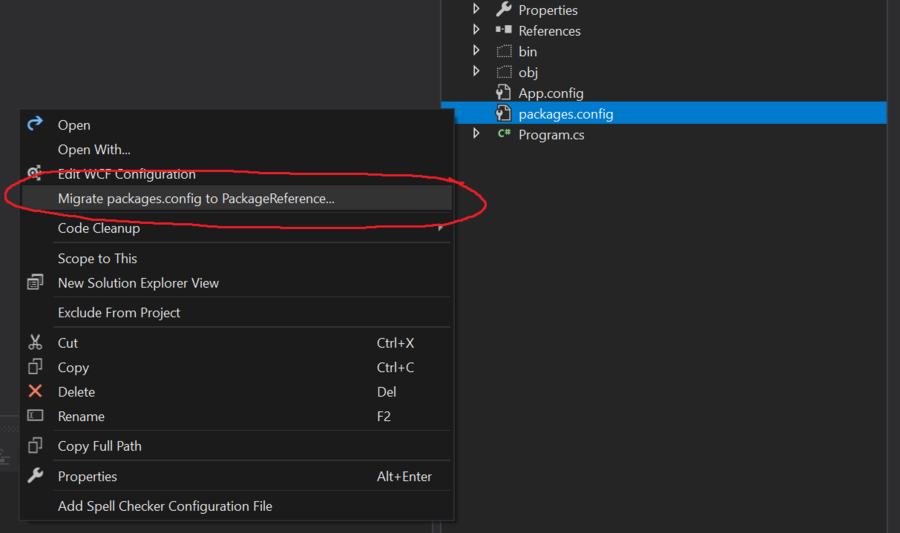 Properties
References
bin
obj
App.config
packages.config
C# Program.cs
Open
Open With...
Edit WCF Configuration
Migrate packages.config to PackageReference...
Code Cleanup
Scope to This
New Solution Explorer View
Exclude From Project
Cut Ctrl+X
Copy Ctrl+C
Delete Del
Rename F2
Copy Full Path
Properties Alt+Enter
Add Spell Checker Configuration File